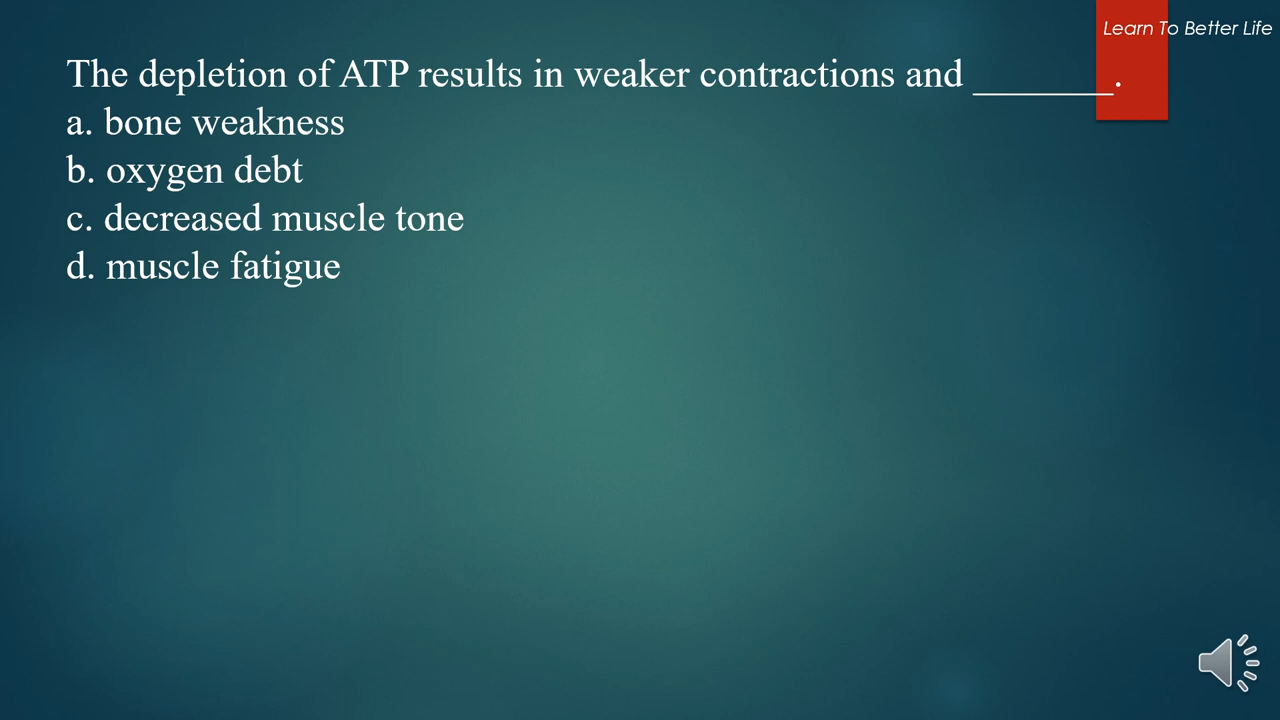 Learn To Better Life
The depletion of ATP results in weaker contractions and _______.
a. bone weakness
b. oxygen debt
c. decreased muscle tone
d. muscle fatigue